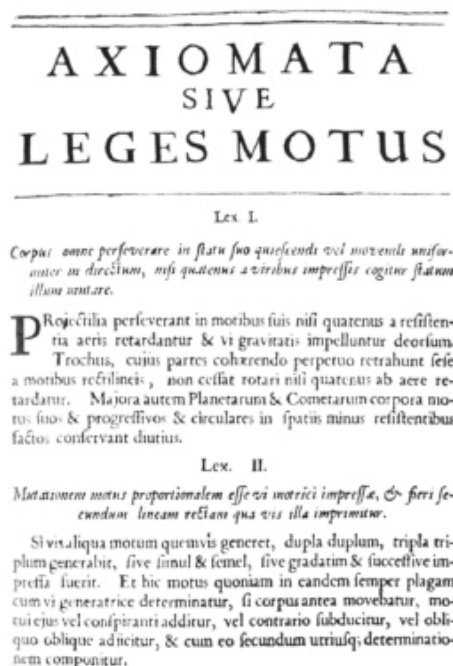 AXIOMATA
SIVE
LEGES MOTUS
Lex. I.
Corpus omne perſeverare in ſtatu ſuo quieſcendi vel movendi unifor-
miter in directum, niſi quatenus a viribus impreſſis cogitur ſtatum
illum mutare.
PRojectilia perſeverant in motibus ſuis niſi quatenus a reſiſten-
tia aeris retardantur & vi gravitatis impelluntur deorſum.
Trochus, cujus partes cohærendo perpetuo retrahunt ſeſe
a motibus rectilineis, non ceſſat rotari niſi quatenus ab aere re-
tardatur. Majora autem Planetarum & Cometarum corpora mo-
tus ſuos & progreſſivos & circulares in ſpatiis minus reſiſtentibus
factos conſervant diutius.
Lex. II.
Mutationem motus proportionalem eſſe vi motrici impreſſæ, & fieri ſe-
cundum lineam rectam qua vis illa imprimitur.
Si vis aliqua motum quemvis generet, dupla duplum, tripla tri-
plum generabit, ſive ſimul & ſemel, ſive gradatim & ſucceſſive im-
preſſa fuerit. Et hic motus quoniam in eandem ſemper plagam
cum vi generatrice determinatur, ſi corpus antea movebatur, mo-
tui ejus vel conſpiranti additur, vel contrario ſubducitur, vel obli-
quo oblique adjicitur, & cum eo ſecundum utriuſq; determinatio-
nem componitur.